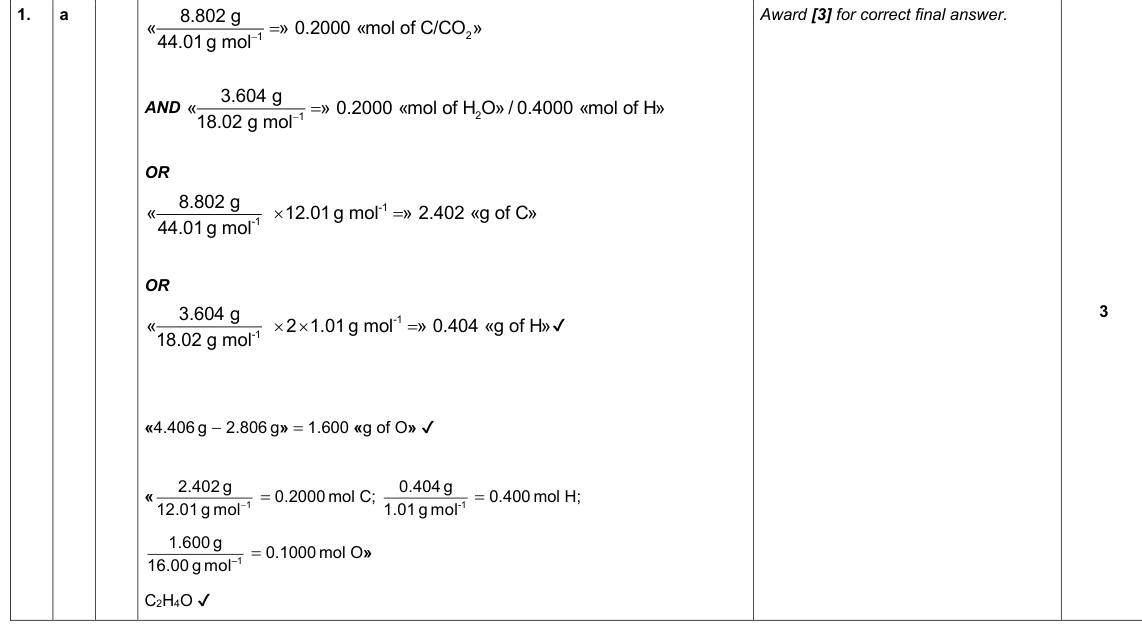 1. a «8.802 g / 44.01 g mol⁻¹ =» 0.2000 «mol of C/CO₂» Award [3] for correct final answer.
AND «3.604 g / 18.02 g mol⁻¹ =» 0.2000 «mol of H₂O» / 0.4000 «mol of H»
OR
«8.802 g / 44.01 g mol⁻¹ ×12.01 g mol⁻¹ =» 2.402 «g of C»
OR
3
«3.604 g / 18.02 g mol⁻¹ ×2×1.01 g mol⁻¹ =» 0.404 «g of H» ✓
«4.406 g − 2.806 g» = 1.600 «g of O» ✓
«2.402 g / 12.01 g mol⁻¹ = 0.2000 mol C; 0.404 g / 1.01 g mol⁻¹ = 0.400 mol H;
1.600 g / 16.00 g mol⁻¹ = 0.1000 mol O»
C₂H₄O ✓